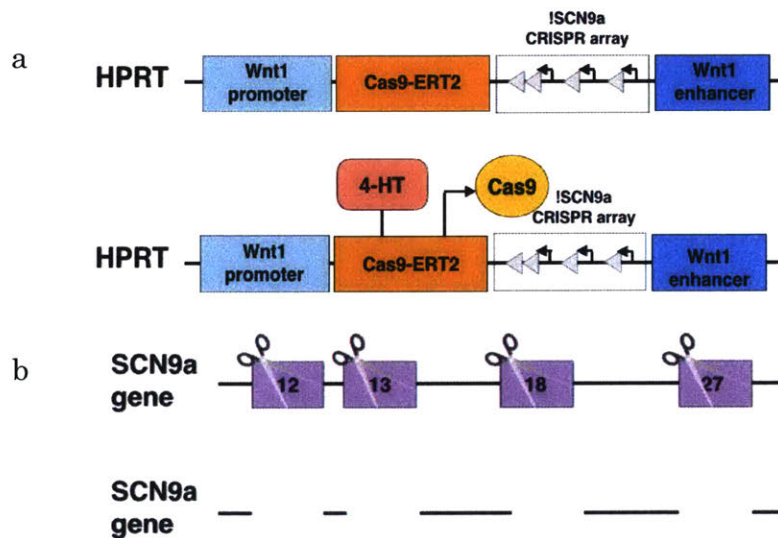 a
!SCN9a
CRISPR array
HPRT
Wnt1
promoter
Cas9-ERT2
Wnt1
enhancer
4-HT
Cas9
!SCN9a
CRISPR array
HPRT
Wnt1
promoter
Cas9-ERT2
Wnt1
enhancer
b
SCN9a
gene
12
13
18
27
SCN9a
gene